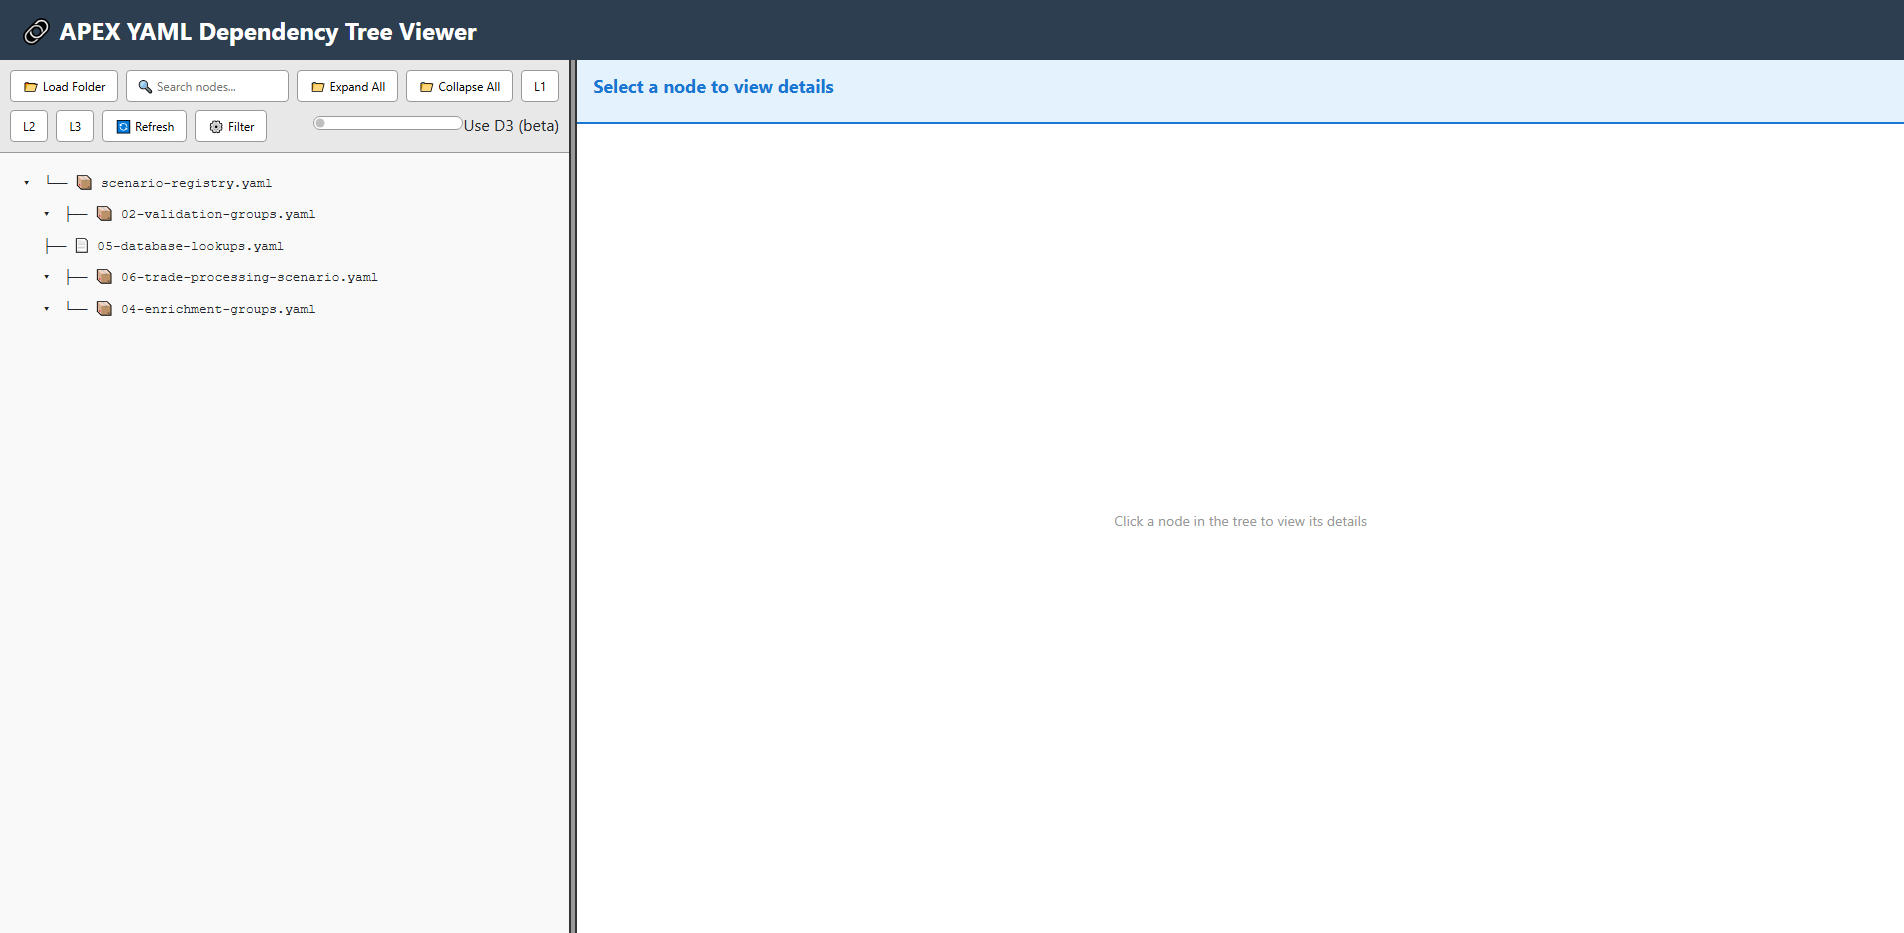 APEX YAML Dependency Tree Viewer
Load Folder
Search nodes...
Expand All
Collapse All
L1
L2
L3
Refresh
Filter
Use D3 (beta)
scenario-registry.yaml
02-validation-groups.yaml
05-database-lookups.yaml
06-trade-processing-scenario.yaml
04-enrichment-groups.yaml
Select a node to view details
Click a node in the tree to view its details